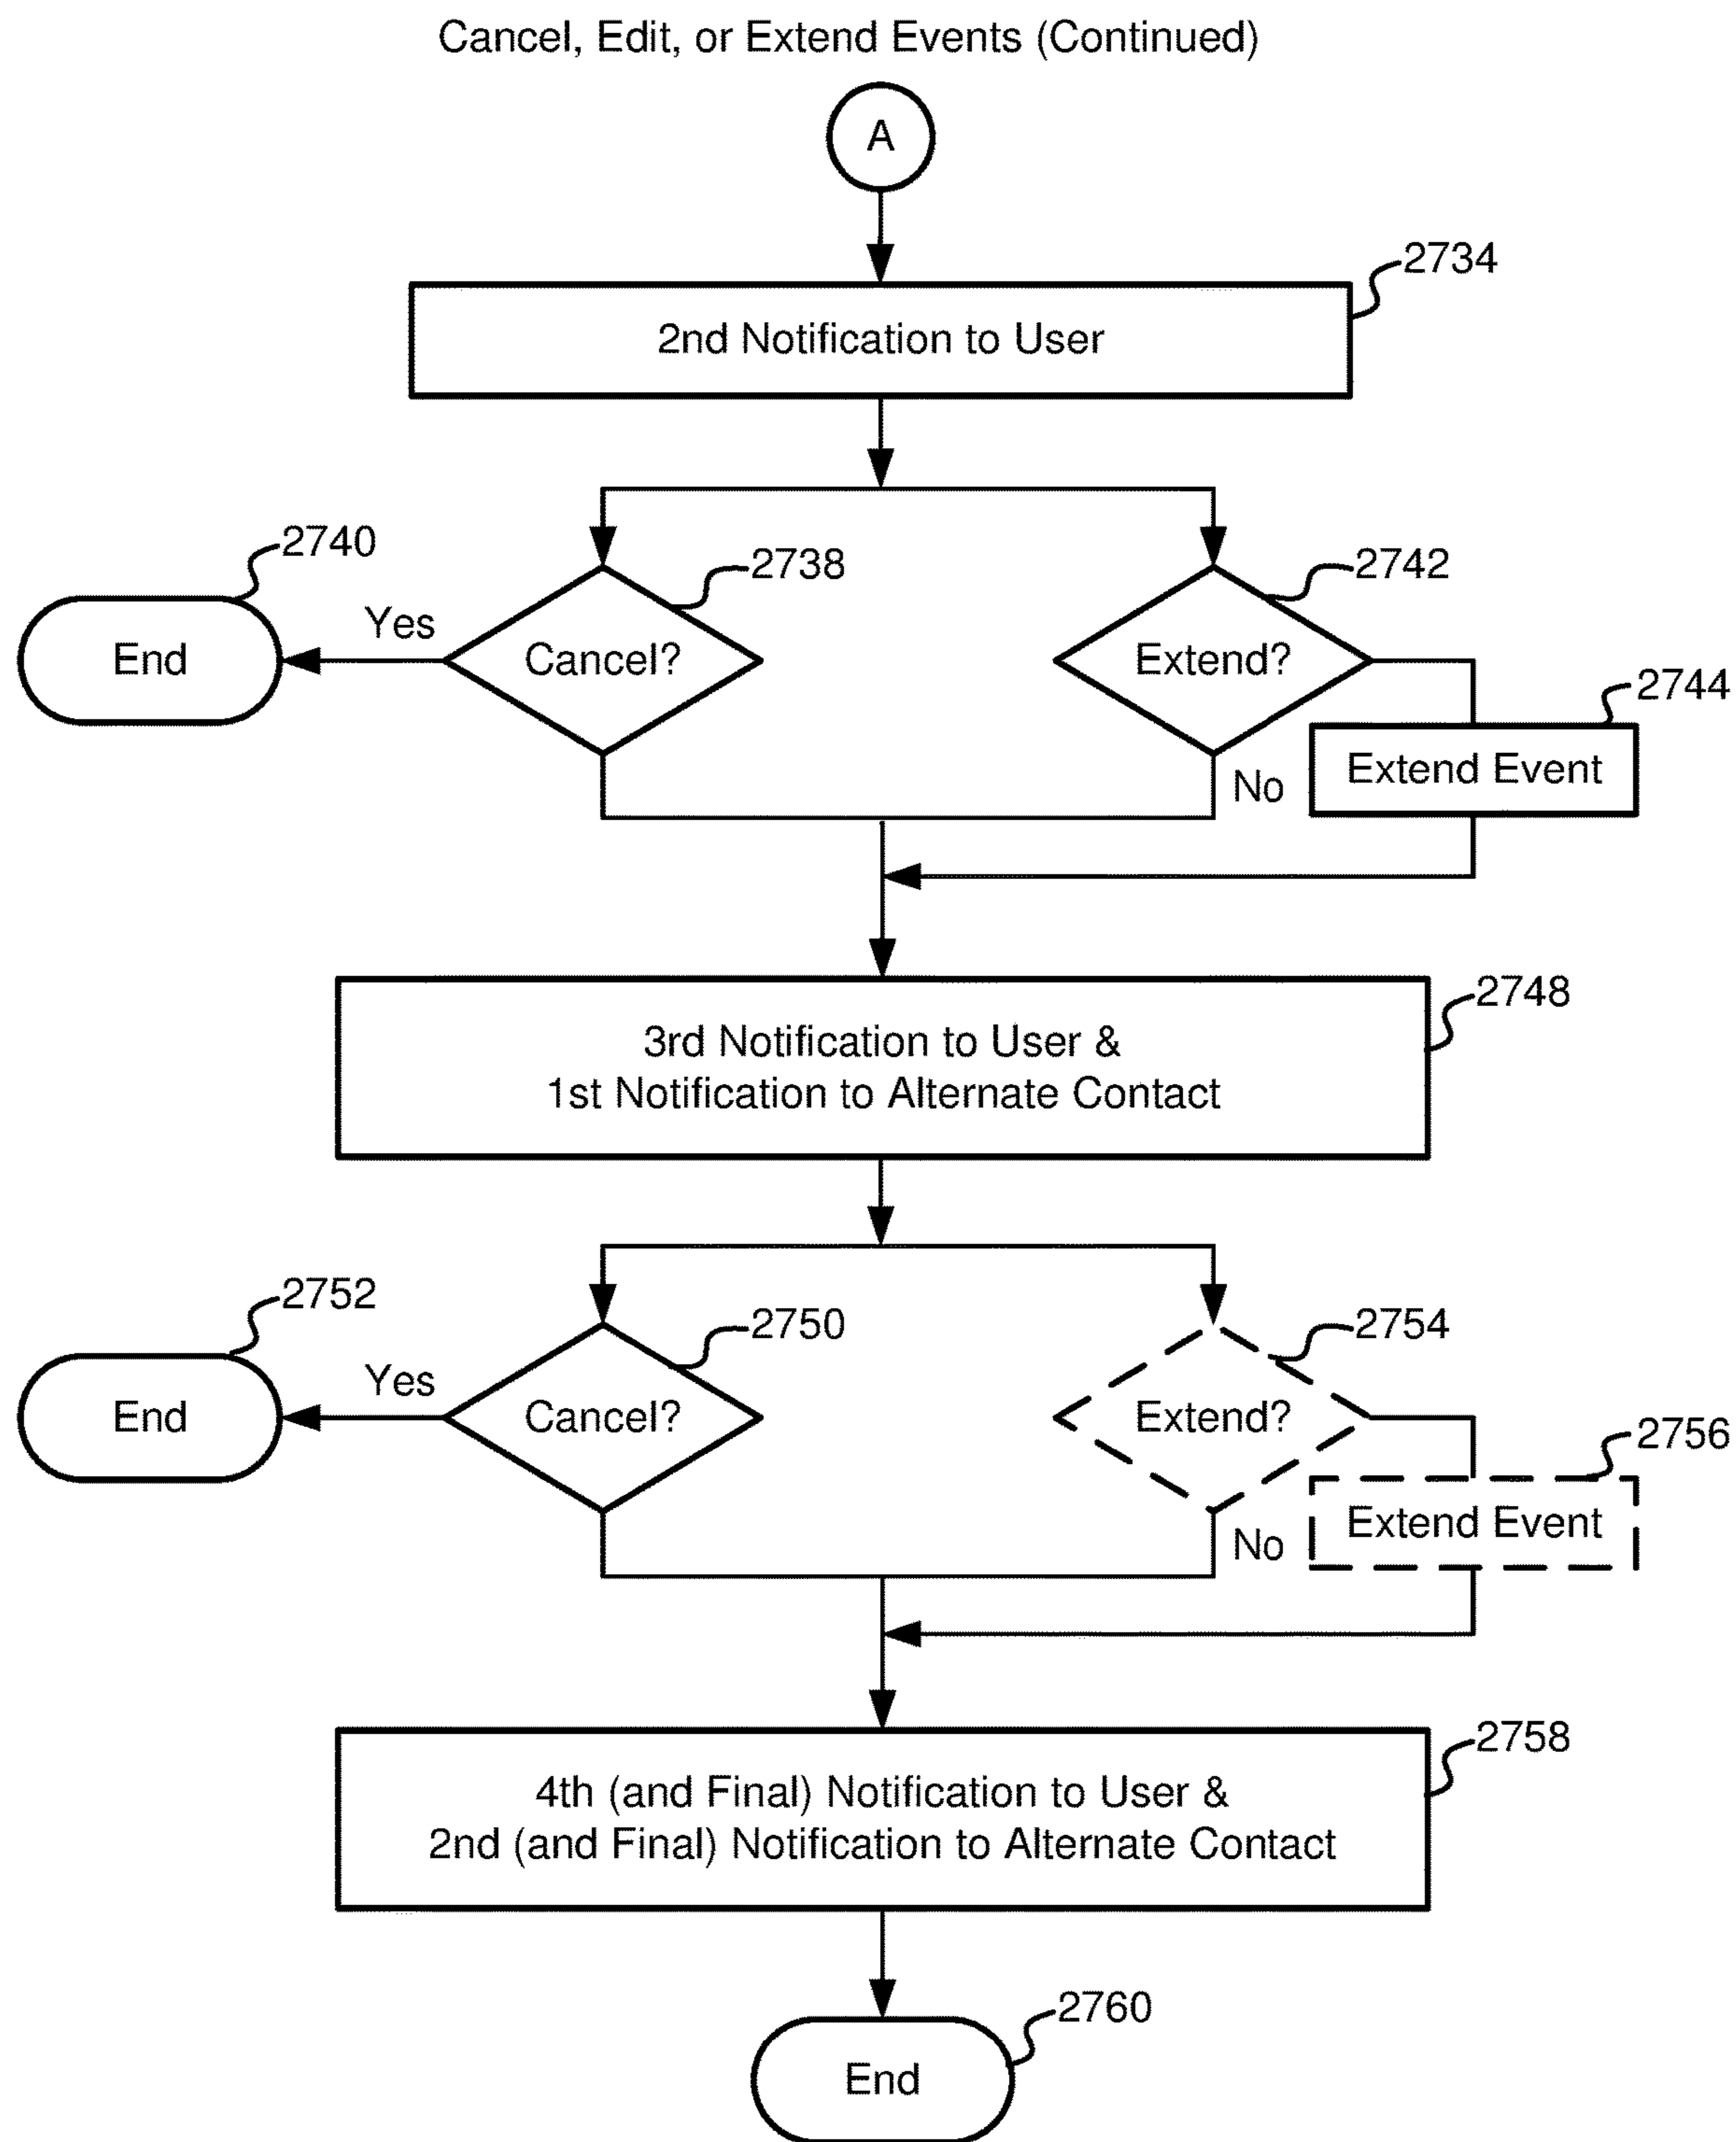 Cancel, Edit, or Extend Events (Continued)
A
2734
2nd Notification to User
2740
2738
2742
End
Yes
Cancel?
Extend?
2744
Extend Event
No
2748
3rd Notification to User &
1st Notification to Alternate Contact
2752
2750
2754
End
Yes
Cancel?
Extend?
2756
Extend Event
No
2758
4th (and Final) Notification to User &
2nd (and Final) Notification to Alternate Contact
2760
End